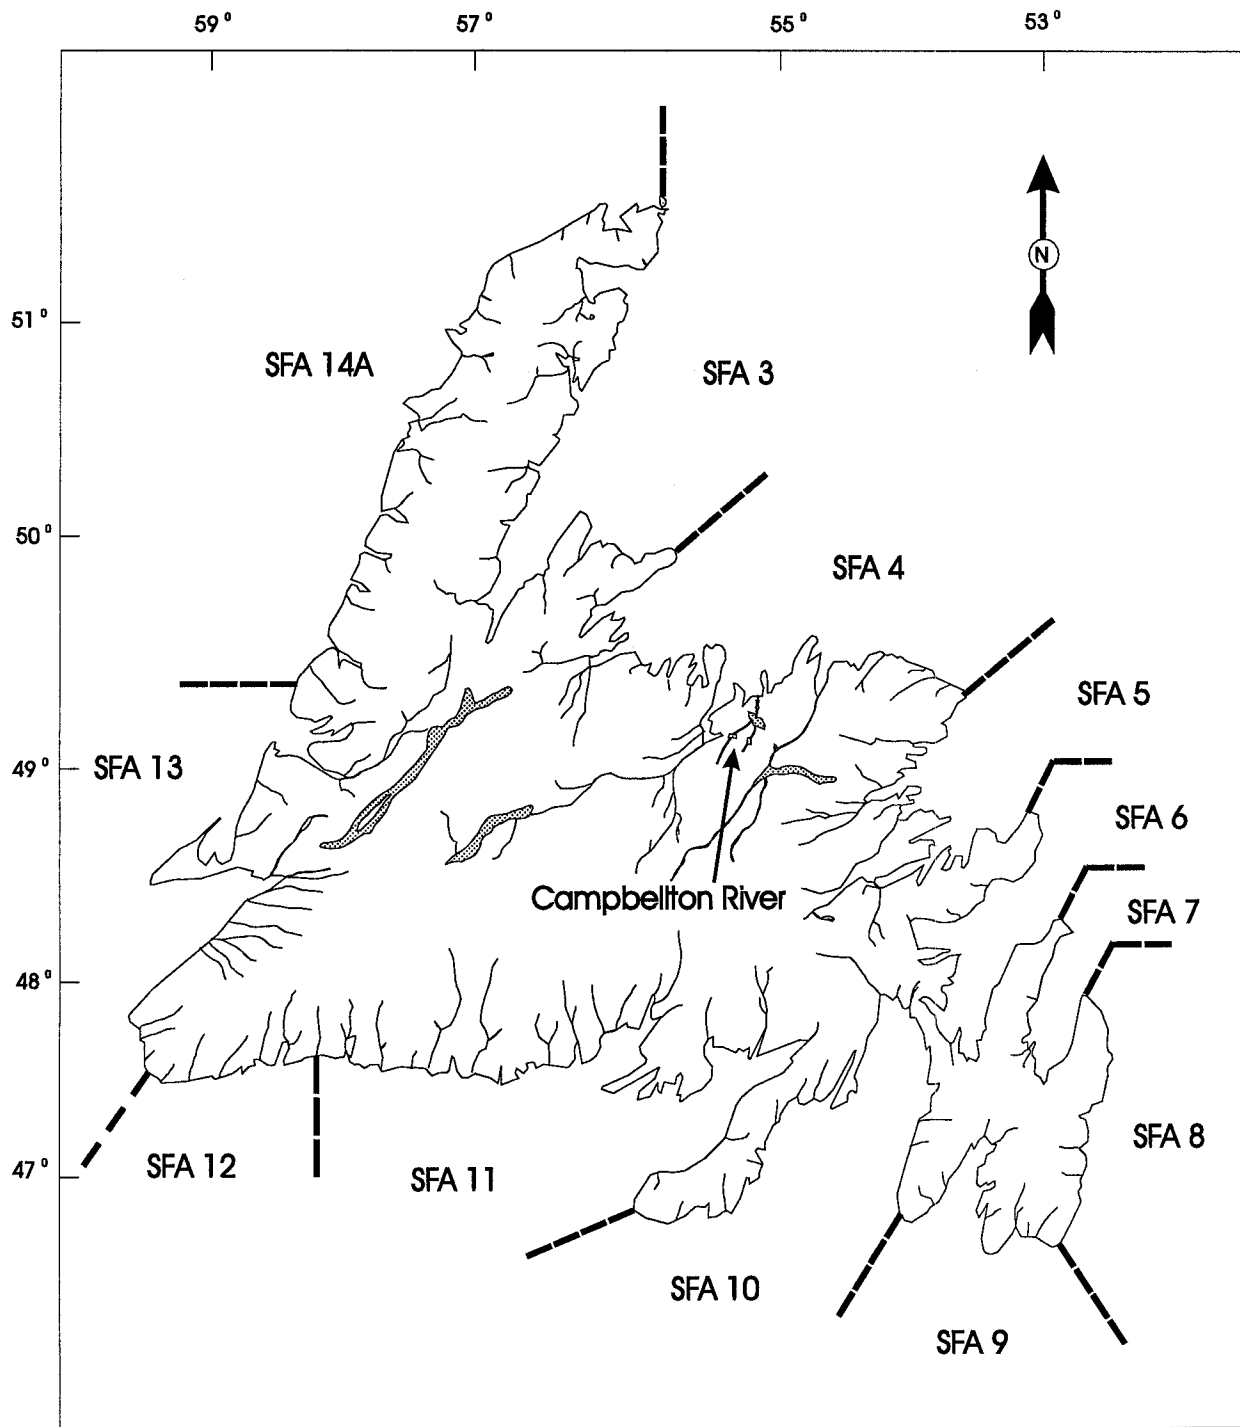 59° 57° 55° 53°
N
51°
SFA 14A
SFA 3
50°
SFA 4
SFA 5
49°
SFA 13
SFA 6
Campbellton River
SFA 7
48°
SFA 8
47°
SFA 12
SFA 11
SFA 10
SFA 9